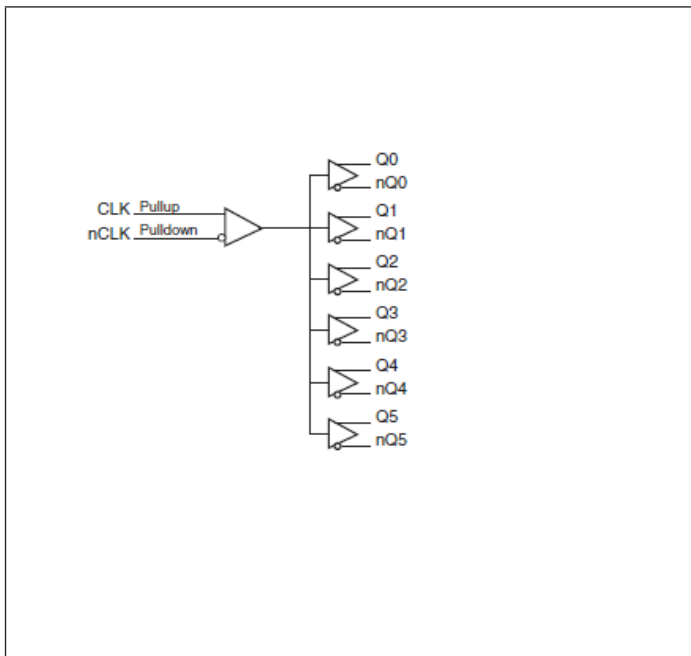 Q0
nQ0
CLK Pullup
nCLK Pulldown
Q1
nQ1
Q2
nQ2
Q3
nQ3
Q4
nQ4
Q5
nQ5